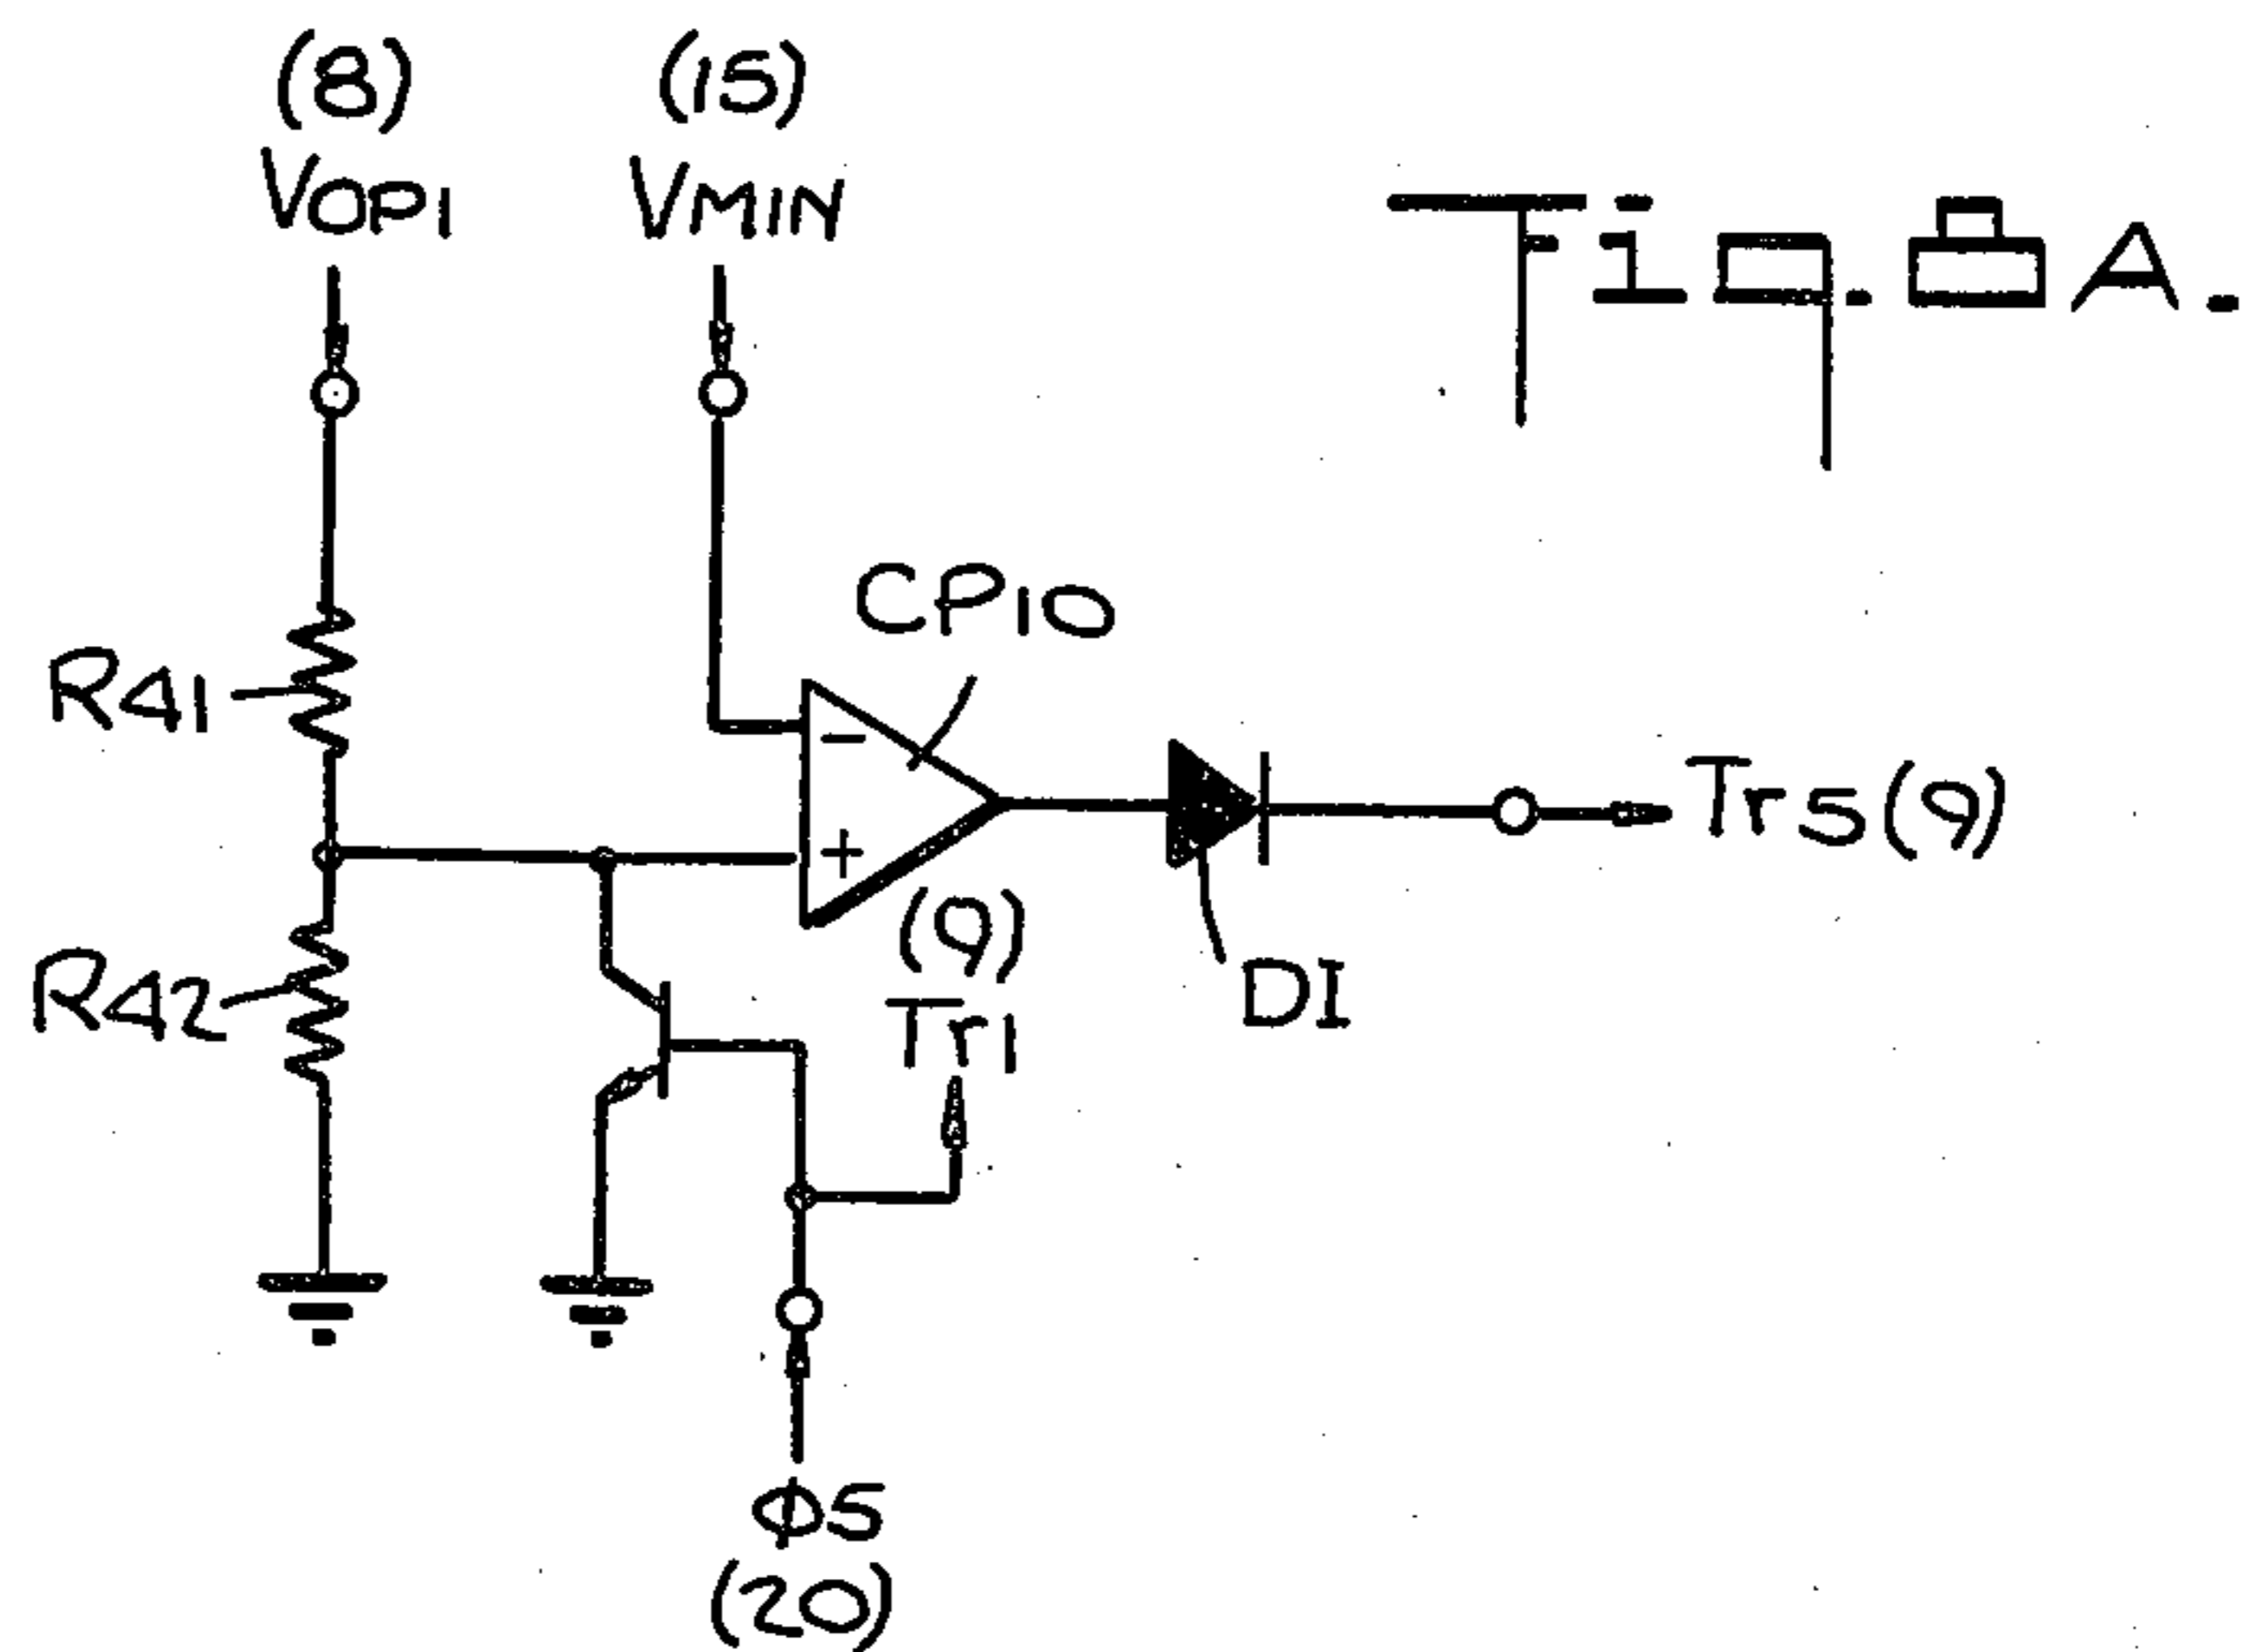 (8)
VOP1
(15)
VMIN
Fig. 8A.
CP10
R41
−
+
Tr5(9)
R42
(9)
Tr1
D1
Φ5
(20)